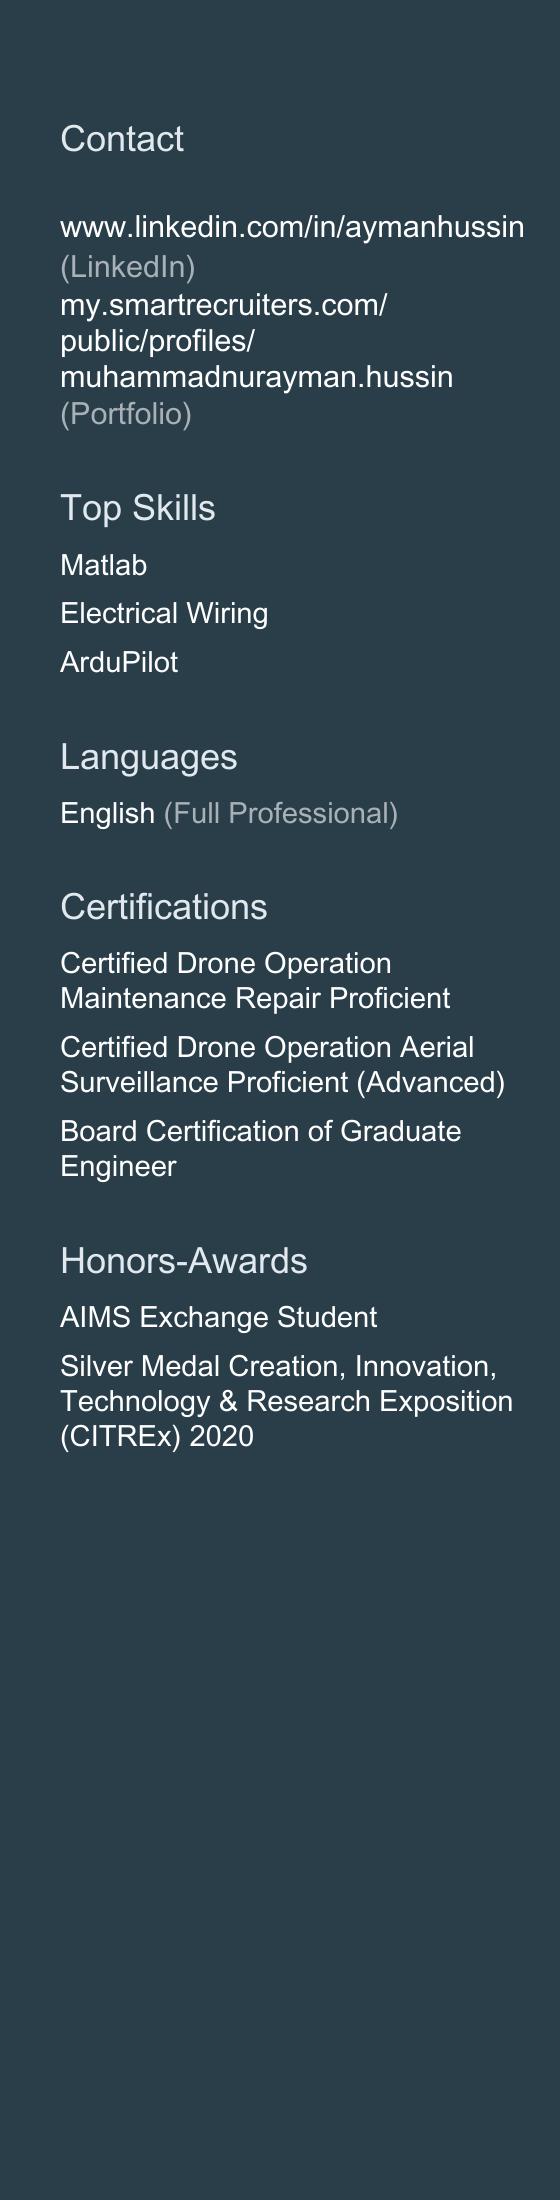 Contact
www.linkedin.com/in/aymanhussin
(LinkedIn)
my.smartrecruiters.com/
public/profiles/
muhammadnurayman.hussin
(Portfolio)
Top Skills
Matlab
Electrical Wiring
ArduPilot
Languages
English (Full Professional)
Certifications
Certified Drone Operation
Maintenance Repair Proficient
Certified Drone Operation Aerial
Surveillance Proficient (Advanced)
Board Certification of Graduate
Engineer
Honors-Awards
AIMS Exchange Student
Silver Medal Creation, Innovation,
Technology & Research Exposition
(CITREx) 2020